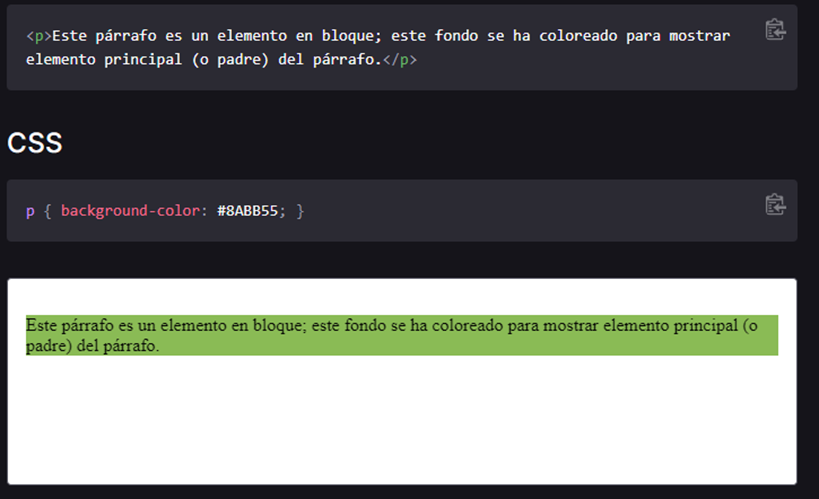 <p>Este párrafo es un elemento en bloque; este fondo se ha coloreado para mostrar
elemento principal (o padre) del párrafo.</p>
CSS
p { background-color: #8ABB55; }
Este párrafo es un elemento en bloque; este fondo se ha coloreado para mostrar elemento principal (o
padre) del párrafo.